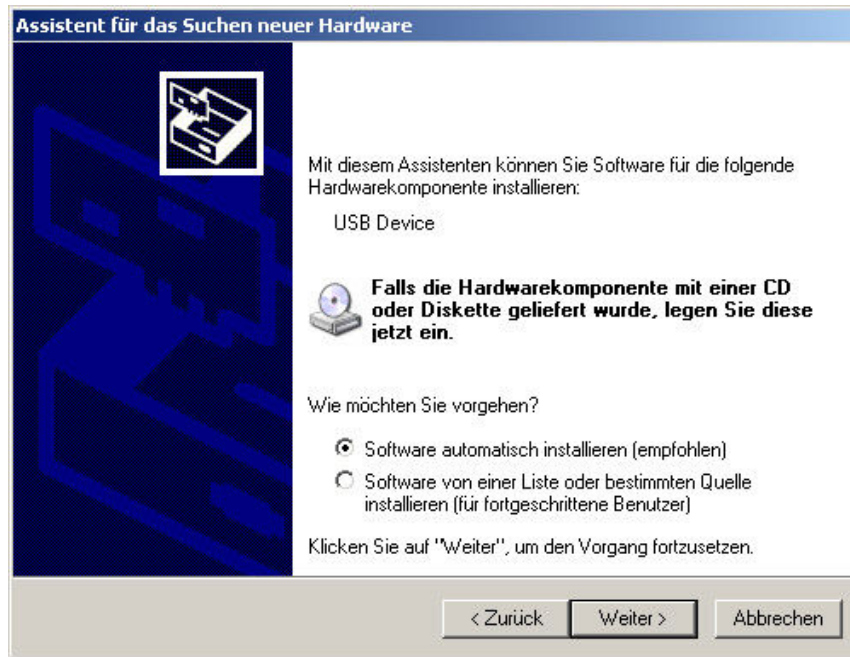 Assistent für das Suchen neuer Hardware
Mit diesem Assistenten können Sie Software für die folgende
Hardwarekomponente installieren:
USB Device
Falls die Hardwarekomponente mit einer CD
oder Diskette geliefert wurde, legen Sie diese
jetzt ein.
Wie möchten Sie vorgehen?
Software automatisch installieren (empfohlen)
Software von einer Liste oder bestimmten Quelle
installieren (für fortgeschrittene Benutzer)
Klicken Sie auf "Weiter", um den Vorgang fortzusetzen.
< Zurück Weiter > Abbrechen